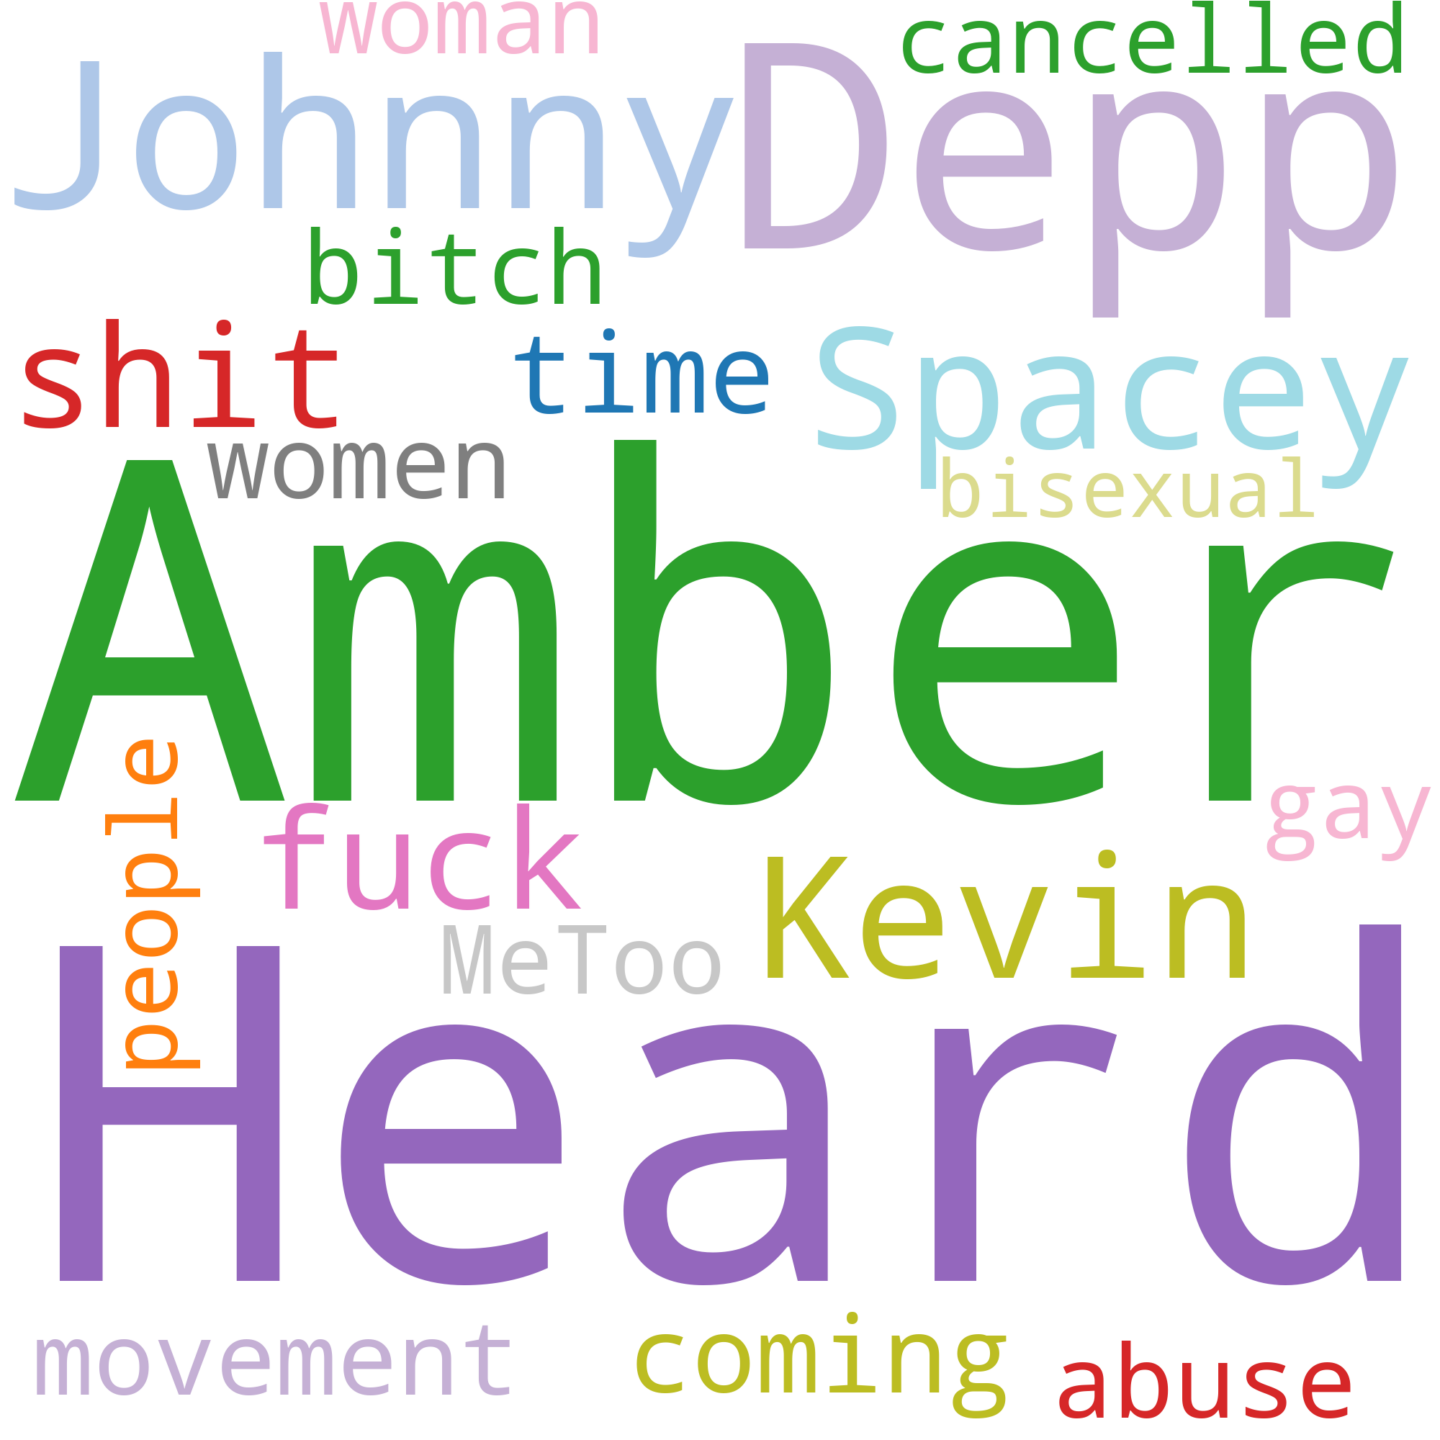 woman
cancelled
Johnny
Depp
bitch
shit
time
Spacey
women
bisexual
Amber
people
fuck
gay
Kevin
MeToo
Heard
movement
coming
abuse